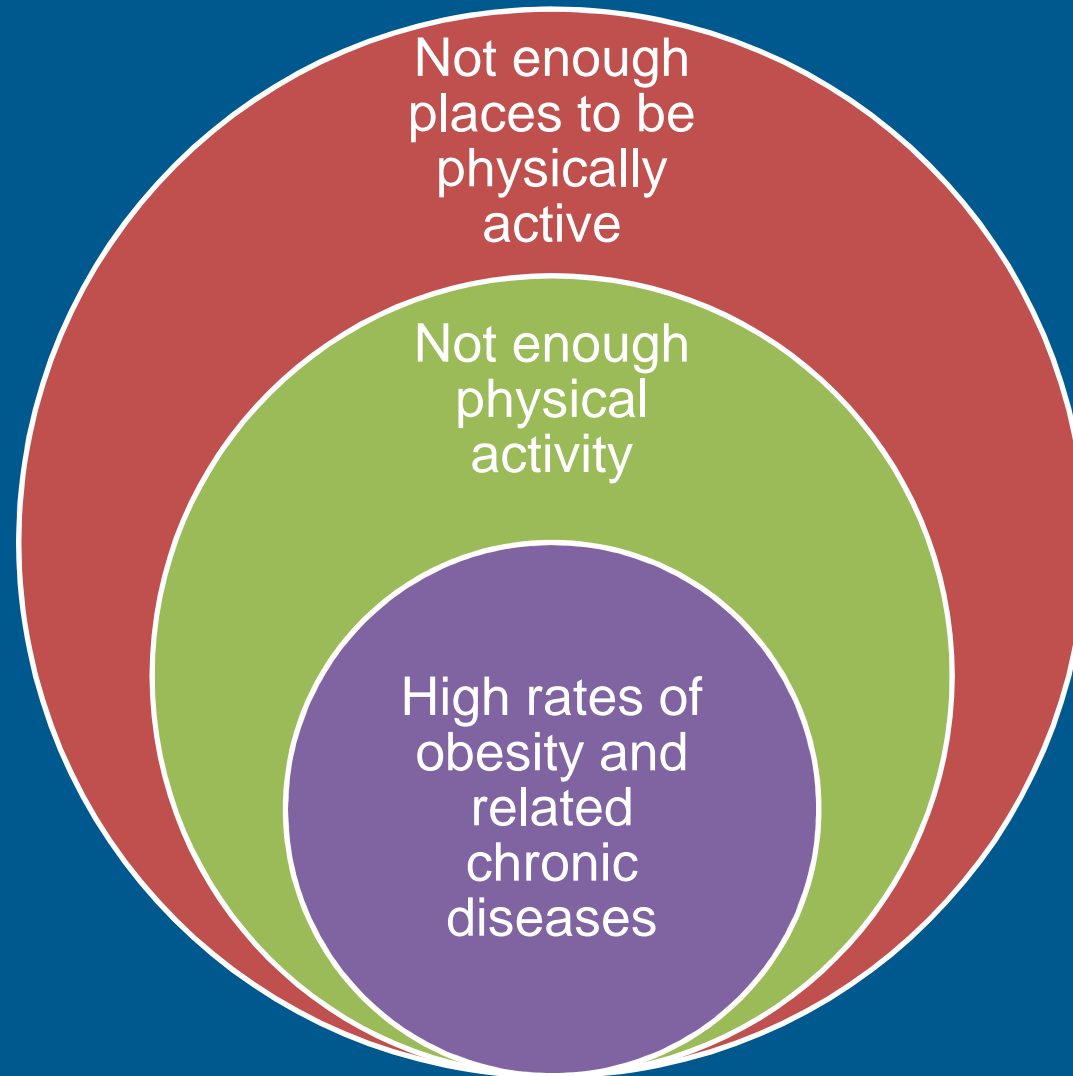 Not enough
places to be
physically
active
Not enough
physical
activity
High rates of
obesity and
related
chronic
diseases